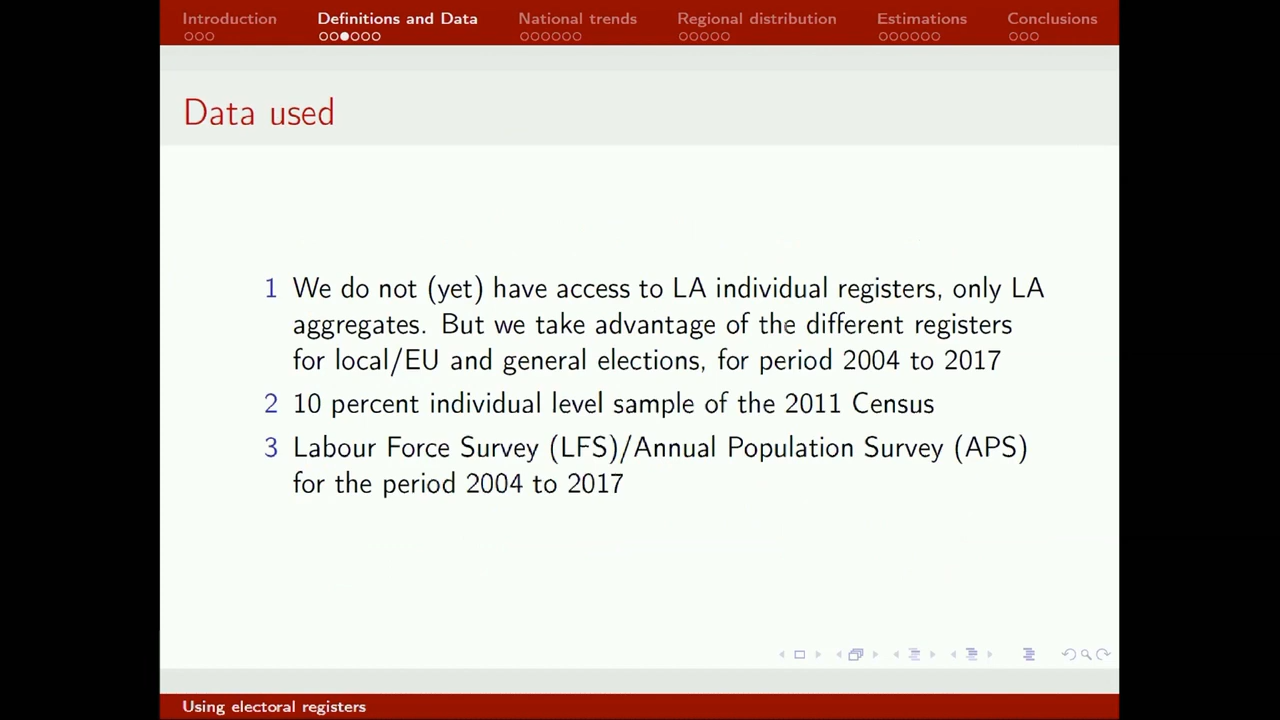 Introduction
Definitions and Data
National trends
Regional distribution
Estimations
Conclusions
Data used
1 We do not (yet) have access to LA individual registers, only LA
aggregates. But we take advantage of the different registers
for local/EU and general elections, for period 2004 to 2017
2 10 percent individual level sample of the 2011 Census
3 Labour Force Survey (LFS)/Annual Population Survey (APS)
for the period 2004 to 2017
Using electoral registers